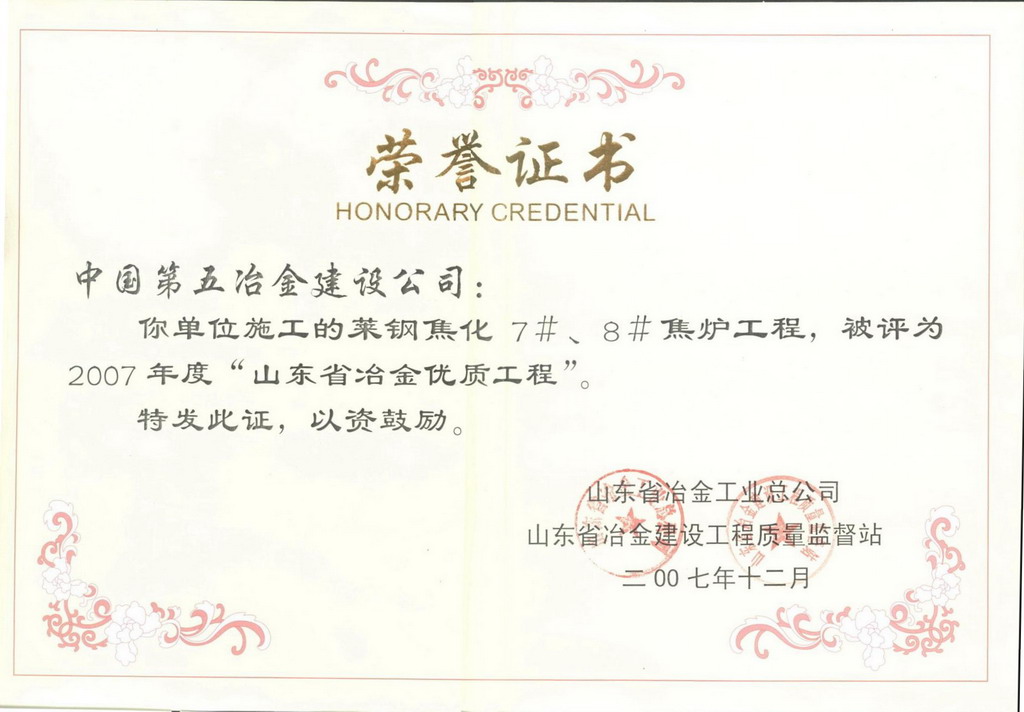 荣誉证书
HONORARY CREDENTIAL
中国第五冶金建设公司：
你单位施工的莱钢焦化 7#、8#焦炉工程，被评为
2007 年度“山东省冶金优质工程”。
特发此证，以资鼓励。
山东省冶金工业总公司
山东省冶金建设工程质量监督站
二00七年十二月